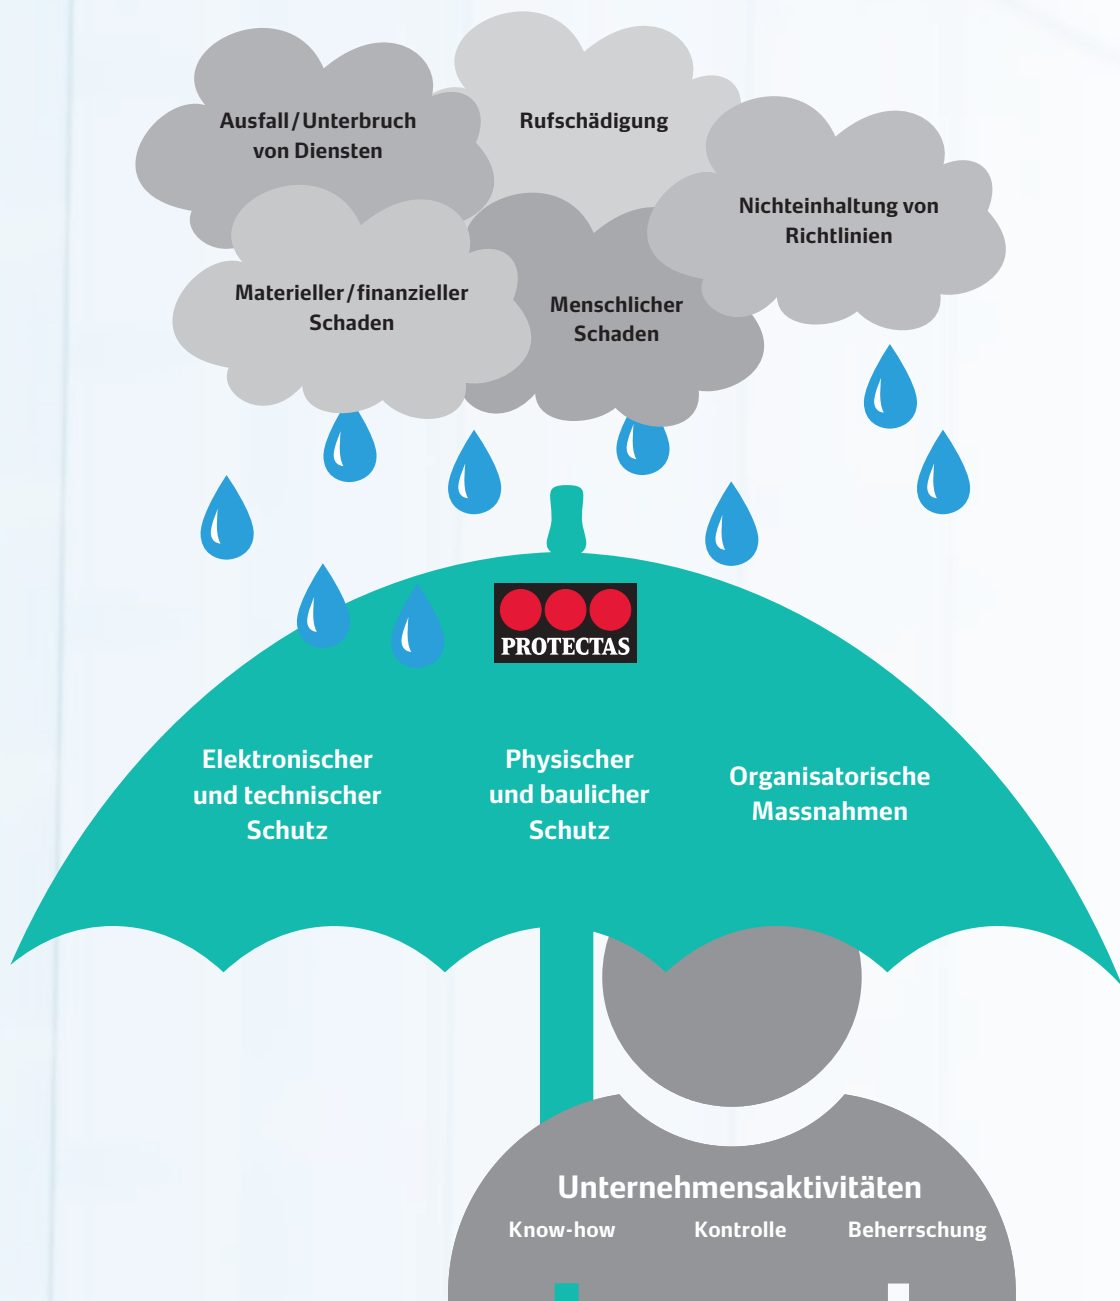 Ausfall/Unterbruch
von Diensten
Rufschädigung
Nichteinhaltung von
Richtlinien
Materieller/finanzieller
Schaden
Menschlicher
Schaden
PROTECTAS
Elektronischer
und technischer
Schutz
Physischer
und baulicher
Schutz
Organisatorische
Massnahmen
Unternehmensaktivitäten
Know-how Kontrolle Beherrschung